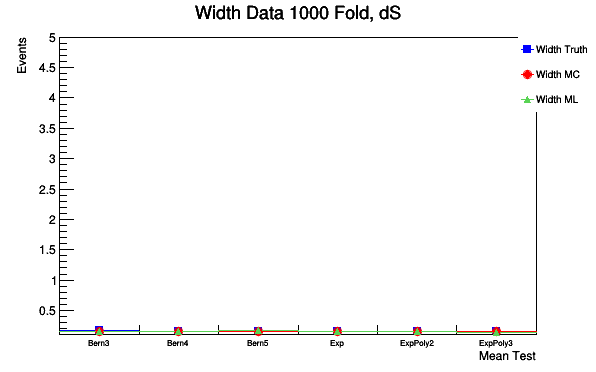 Width Data 1000 Fold, dS
Events
5
4.5
4
3.5
3
2.5
2
1.5
1
0.5
Width Truth
Width MC
Width ML
Bern3 Bern4 Bern5 Exp ExpPoly2 ExpPoly3
Mean Test